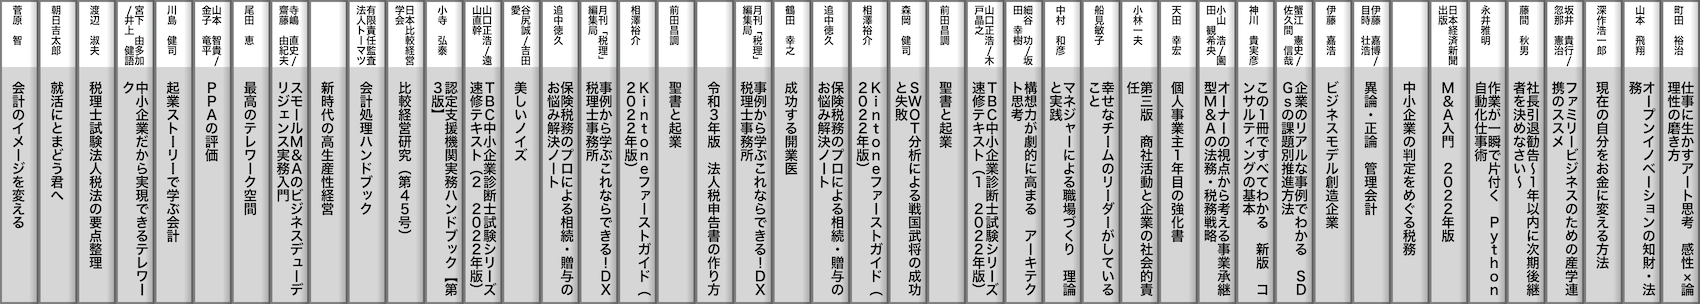 町田　裕治
仕事に生かすアート思考　感性×論
理性の磨き方
山本　飛翔
オープンイノベーションの知財・法
務
深作浩一郎
現在の自分をお金に変える方法
坂井　貴行／
忽那　憲治
ファミリービジネスのための産学連
携のススメ
藤間　秋男
社長引退勧告～1年以内に次期後継
者を決めなさい～
永井雅明
作業が一瞬で片付く　Ｐｙｔｈｏｎ
自動化仕事術
日本経済新聞
出版
Ｍ＆Ａ入門　２０２２年版
中小企業の判定をめぐる税務
伊藤　嘉博／
目時　壮浩
異論・正論　管理会計
伊藤　嘉浩
ビジネスモデル創造企業
蟹江　憲史／
佐久間　信哉
企業のリアルな事例でわかる　ＳＤ
Ｇｓの課題別推進方法
神川　貴実彦
この1冊ですべてわかる　新版　コ
ンサルティングの基本
小山　浩／園
田　観希央
オーナーの視点から考える事業承継
型Ｍ＆Ａの法務・税務戦略
天田　幸宏
個人事業主1年目の強化書
小林一夫
第三版　商社活動と企業の社会的責
任
船見敏子
幸せなチームのリーダーがしている
こと
中村　和彦
マネジャーによる職場づくり　理論
と実践
細谷　功／坂
田　幸樹
構想力が劇的に高まる　アーキテク
ト思考
山口正浩／木
戸晶之
ＴＢＣ中小企業診断士試験シリーズ
速修テキスト（１　２０２２年版）
前田昌調
聖書と起業
森岡　健司
ＳＷＯＴ分析による戦国武将の成功
と失敗
相澤裕介
Ｋｉｎｔｏｎｅファーストガイド（
２０２２年版）
追中徳久
保険税務のプロによる相続・贈与の
お悩み解決ノート
鶴田　幸之
成功する開業医
月刊「税理」
編集局
事例から学ぶこれならできる！ＤＸ
税理士事務所
令和３年版　法人税申告書の作り方
前田昌調
聖書と起業
相澤裕介
Ｋｉｎｔｏｎｅファーストガイド（
２０２２年版）
月刊「税理」
編集局
事例から学ぶこれならできる！ＤＸ
税理士事務所
追中徳久
保険税務のプロによる相続・贈与の
お悩み解決ノート
谷尻誠／吉田
愛
美しいノイズ
山口正浩／遠
山直幹
ＴＢＣ中小企業診断士試験シリーズ
速修テキスト（２　２０２２年版）
小寺　弘泰
認定支援機関実務ハンドブック【第
３版】
日本比較経営
学会
比較経営研究（第４５号）
有限責任監査
法人トーマツ
会計処理ハンドブック
新時代の高生産性経営
寺嶋　直史／
齋藤　由紀夫
スモールＭ＆Ａのビジネスデューデ
リジェンス実務入門
尾田　恵
最高のテレワーク空間
山本　智貴／
金子　竜平
ＰＰＡの評価
川島　健司
起業ストーリーで学ぶ会計
宮下　由多加
／井上　健語
中小企業だから実現できるテレワー
ク
渡辺　淑夫
税理士試験法人税法の要点整理
朝日吉太郎
就活にとまどう君へ
菅原　智
会計のイメージを変える